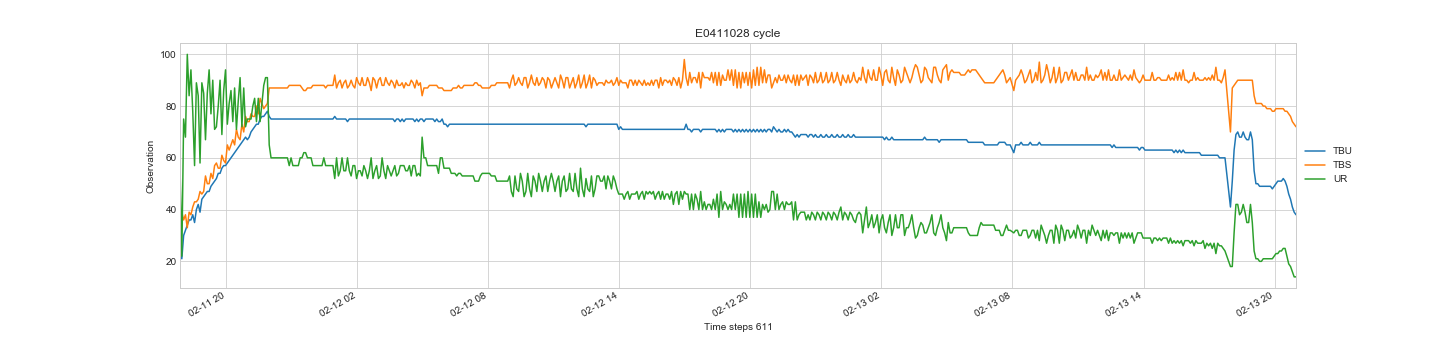 E0411028 cycle
Observation
100
80
60
40
20
02-11 20
02-12 02
02-12 08
02-12 14
02-12 20
02-13 02
02-13 08
02-13 14
02-13 20
Time steps 611
TBU
TBS
UR